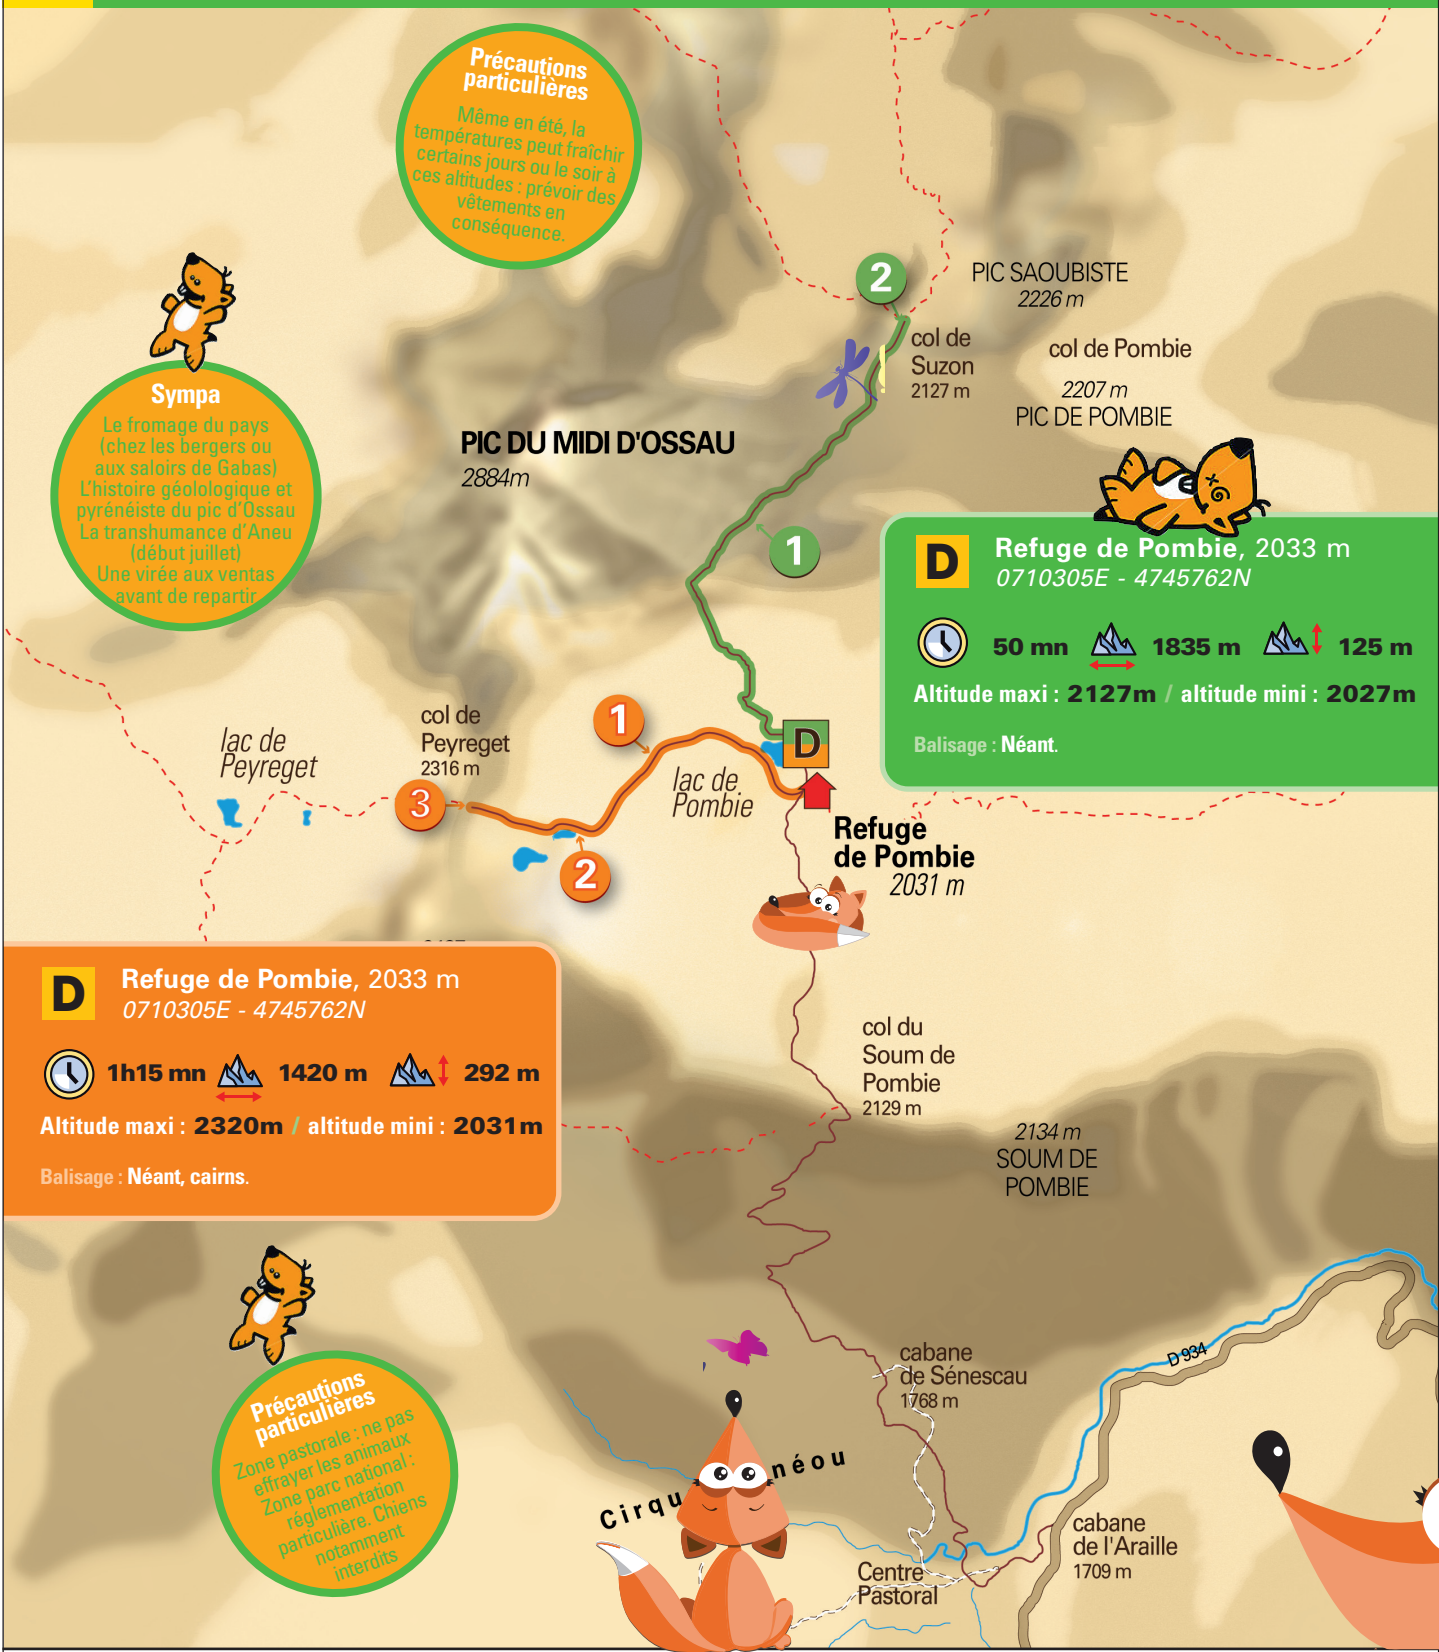 Précautions
particulières
Même en été, la
températures peut fraîchir
certains jours ou le soir à
ces altitudes : prévoir des
vêtements en
conséquence.
2
PIC SAOUBISTE
2226 m
col de
Suzon
2127 m
col de Pombie
2207 m
PIC DE POMBIE
Sympa
Le fromage du pays
(chez les bergers ou
aux saloirs de Gabas)
L'histoire géolologique et
pyrénéiste du pic d'Ossau
La transhumance d'Aneu
(début juillet)
Une virée aux ventas
avant de repartir
PIC DU MIDI D'OSSAU
2884m
1
D
Refuge de Pombie, 2033 m
0710305E - 4745762N
50 mn 1835 m 125 m
Altitude maxi : 2127m / altitude mini : 2027m
Balisage : Néant.
lac de
Peyreget
col de
Peyreget
2316 m
1
3
2
lac de
Pombie
D
Refuge
de Pombie
2031 m
D
Refuge de Pombie, 2033 m
0710305E - 4745762N
1h15 mn 1420 m 292 m
Altitude maxi : 2320m / altitude mini : 2031m
Balisage : Néant, cairns.
col du
Soum de
Pombie
2129 m
2134 m
SOUM DE
POMBIE
Précautions
particulières
Zone pastorale : ne pas
effrayer les animaux
Zone parc national :
réglementation
particulière. Chiens
notamment
interdits
D 934
cabane
de Sénescau
1768 m
Cirqu néou
cabane
de l'Araille
1709 m
Centre
Pastoral